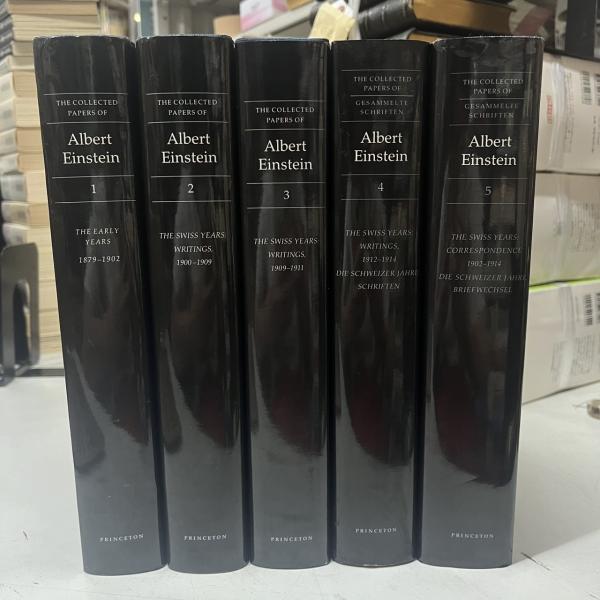 THE COLLECTED
PAPERS OF
Albert
Einstein
1
THE EARLY
YEARS
1879–1902
PRINCETON
THE COLLECTED
PAPERS OF
Albert
Einstein
2
THE SWISS YEARS:
WRITINGS,
1900–1909
PRINCETON
THE COLLECTED
PAPERS OF
Albert
Einstein
3
THE SWISS YEARS:
WRITINGS,
1909–1911
PRINCETON
THE COLLECTED
PAPERS OF
GESAMMELTE
SCHRIFTEN
Albert
Einstein
4
THE SWISS YEARS:
WRITINGS,
1912–1914
DIE SCHWEIZER JAHRE
SCHRIFTEN
PRINCETON
THE COLLECTED
PAPERS OF
GESAMMELTE
SCHRIFTEN
Albert
Einstein
5
THE SWISS YEARS:
CORRESPONDENCE,
1902–1914
DIE SCHWEIZER JAHRE
BRIEFWECHSEL
PRINCETON